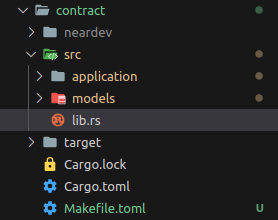 contract
neardev
src
application
models
lib.rs
target
Cargo.lock
Cargo.toml
Makefile.toml U